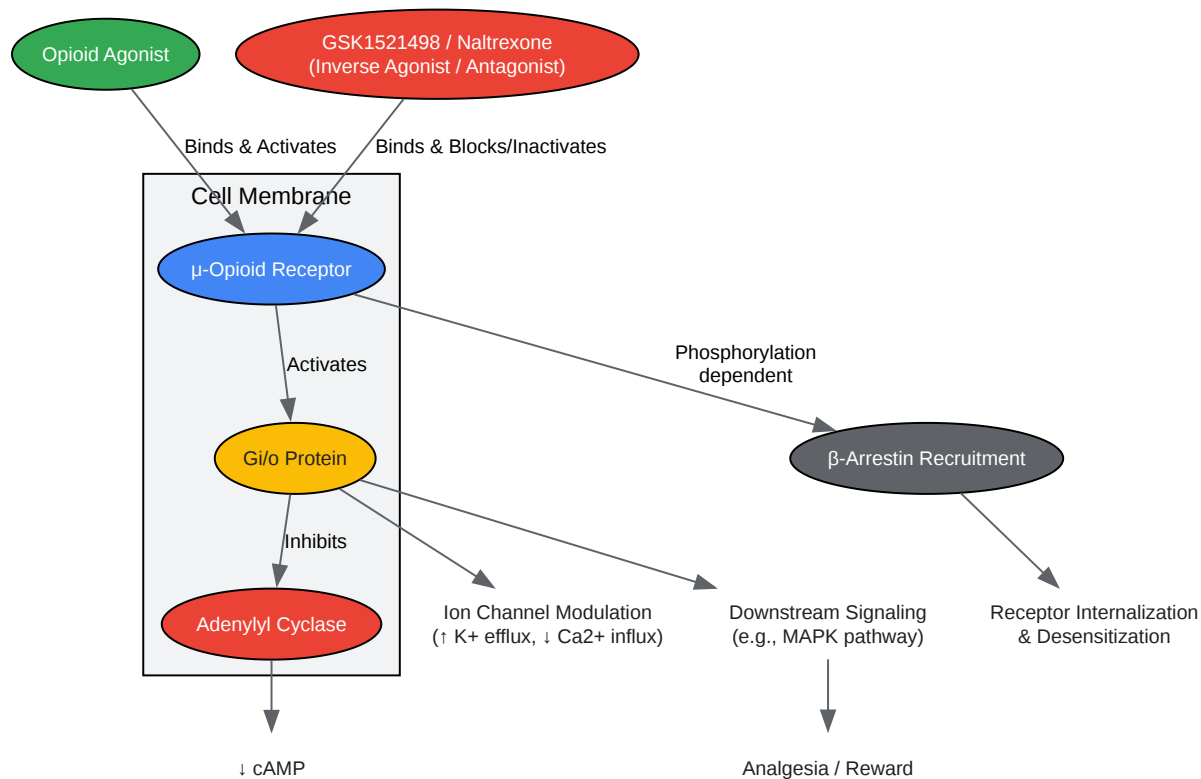 Opioid Agonist
GSK1521498 / Naltrexone
(Inverse Agonist / Antagonist)
Binds & Activates
Binds & Blocks/Inactivates
Cell Membrane
μ-Opioid Receptor
Activates
Phosphorylation
dependent
Gi/o Protein
β-Arrestin Recruitment
Inhibits
Adenylyl Cyclase
Ion Channel Modulation
(↑ K+ efflux, ↓ Ca2+ influx)
Downstream Signaling
(e.g., MAPK pathway)
Receptor Internalization
& Desensitization
↓ cAMP
Analgesia / Reward